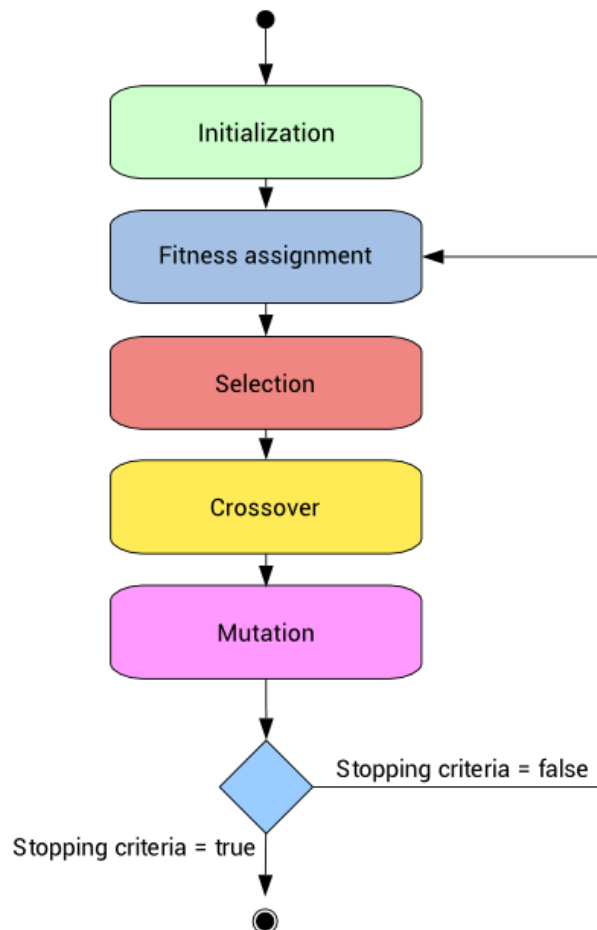 Initialization
Fitness assignment
Selection
Crossover
Mutation
Stopping criteria = false
Stopping criteria = true